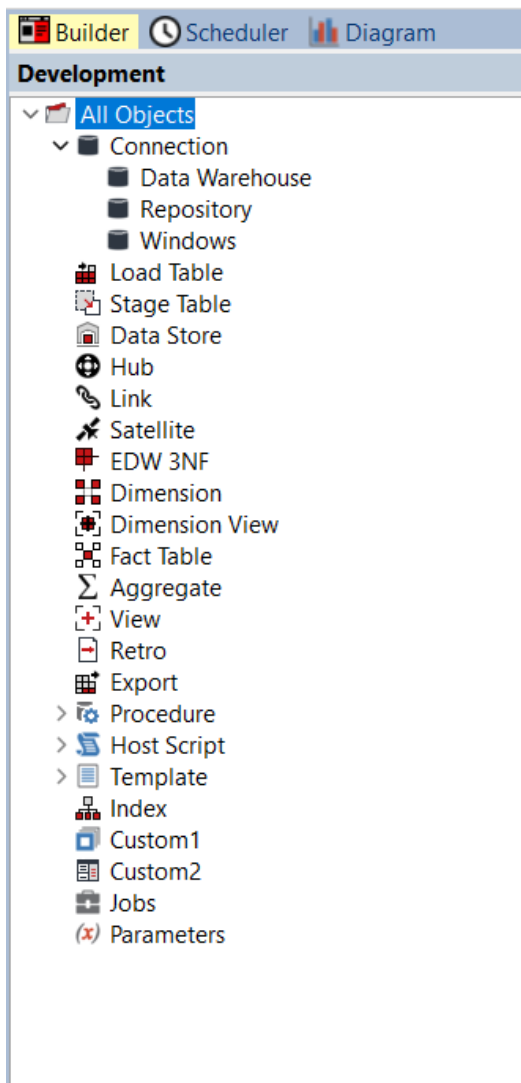 Builder Scheduler Diagram
Development
All Objects
Connection
Data Warehouse
Repository
Windows
Load Table
Stage Table
Data Store
Hub
Link
Satellite
EDW 3NF
Dimension
Dimension View
Fact Table
Aggregate
View
Retro
Export
Procedure
Host Script
Template
Index
Custom1
Custom2
Jobs
(x) Parameters